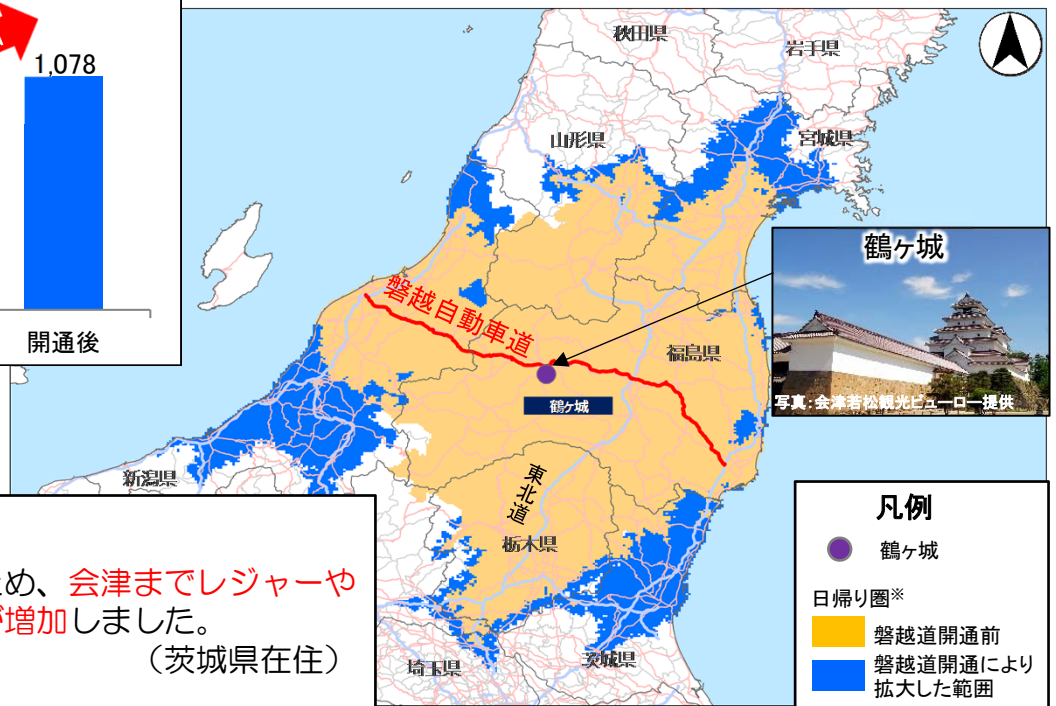 1,078
開通後
秋田県
岩手県
山形県
宮城県
鶴ヶ城
写真:会津若松観光ビューロー提供
磐越自動車道
福島県
鶴ヶ城
新潟県
東北道
栃木県
埼玉県
茨城県
ため、会津までレジャーや
が増加しました。
(茨城県在住)
凡例
鶴ヶ城
日帰り圏※
磐越道開通前
磐越道開通により
拡大した範囲